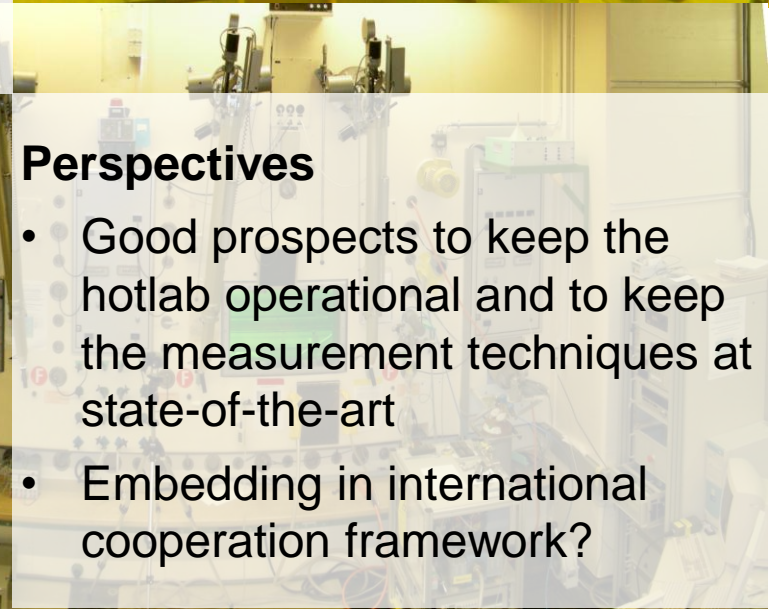 Perspectives
• Good prospects to keep the
hotlab operational and to keep
the measurement techniques at
state-of-the-art
• Embedding in international
cooperation framework?